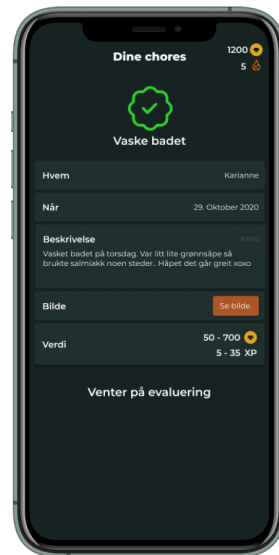 Dine chores
1200
5
Vaske badet
Hvem
Karianne
Når
29. Oktober 2020
Beskrivelse
Vasket badet på torsdag. Var litt lite grønnsåpe så
brukte salmiakk noen steder.. Håpet det går greit xoxo
Bilde
Se bilde
Verdi
50 - 700
5 - 35 XP
Venter på evaluering